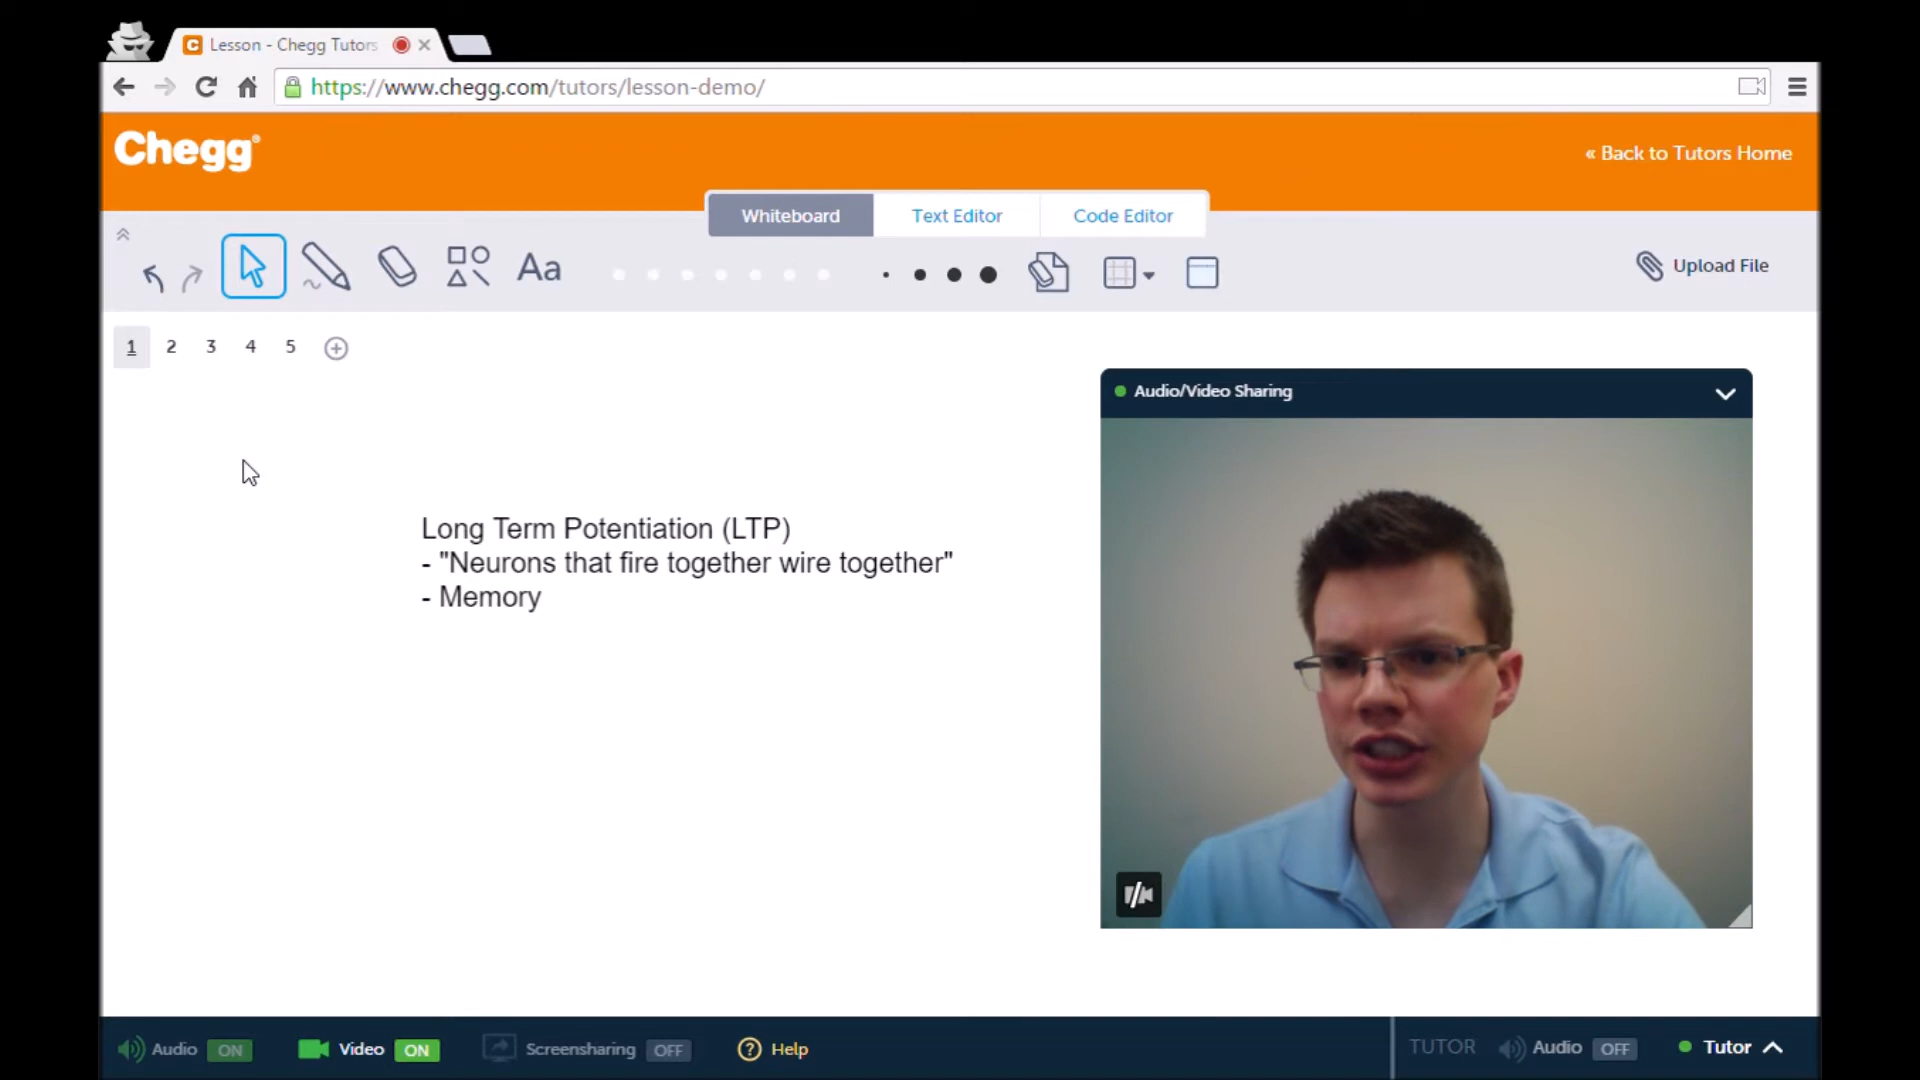 Lesson - Chegg Tutors
https://www.chegg.com/tutors/lesson-demo/
Chegg®
« Back to Tutors Home
Whiteboard Text Editor Code Editor
Aa
Upload File
1 2 3 4 5
Audio/Video Sharing
Long Term Potentiation (LTP)
- "Neurons that fire together wire together"
- Memory
Audio ON Video ON Screensharing OFF ? Help TUTOR Audio OFF Tutor